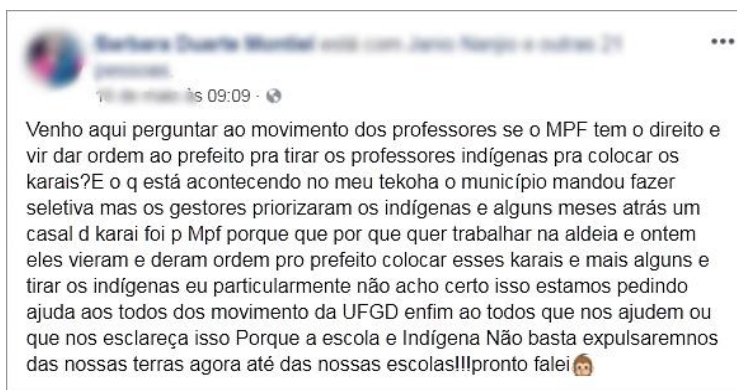 às 09:09
Venho aqui perguntar ao movimento dos professores se o MPF tem o direito e
vir dar ordem ao prefeito pra tirar os professores indígenas pra colocar os
karais?E o q está acontecendo no meu tekoha o município mandou fazer
seletiva mas os gestores priorizaram os indígenas e alguns meses atrás um
casal d karai foi p Mpf porque que por que quer trabalhar na aldeia e ontem
eles vieram e deram ordem pro prefeito colocar esses karais e mais alguns e
tirar os indígenas eu particularmente não acho certo isso estamos pedindo
ajuda aos todos dos movimento da UFGD enfim ao todos que nos ajudem ou
que nos esclareça isso Porque a escola e Indígena Não basta expulsaremnos
das nossas terras agora até das nossas escolas!!!pronto falei🙊